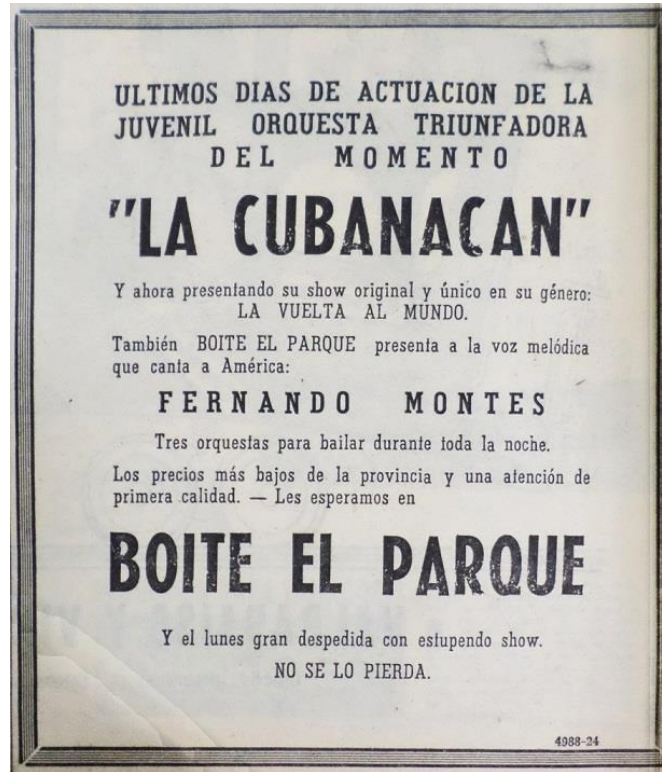 ULTIMOS DIAS DE ACTUACION DE LA
JUVENIL ORQUESTA TRIUNFADORA
DEL MOMENTO
"LA CUBANACAN"
Y ahora presentando su show original y único en su género:
LA VUELTA AL MUNDO.
También BOITE EL PARQUE presenta a la voz melódica
que canta a América:
FERNANDO MONTES
Tres orquestas para bailar durante toda la noche.
Los precios más bajos de la provincia y una atención de
primera calidad. — Les esperamos en
BOITE EL PARQUE
Y el lunes gran despedida con estupendo show.
NO SE LO PIERDA.
4988-24